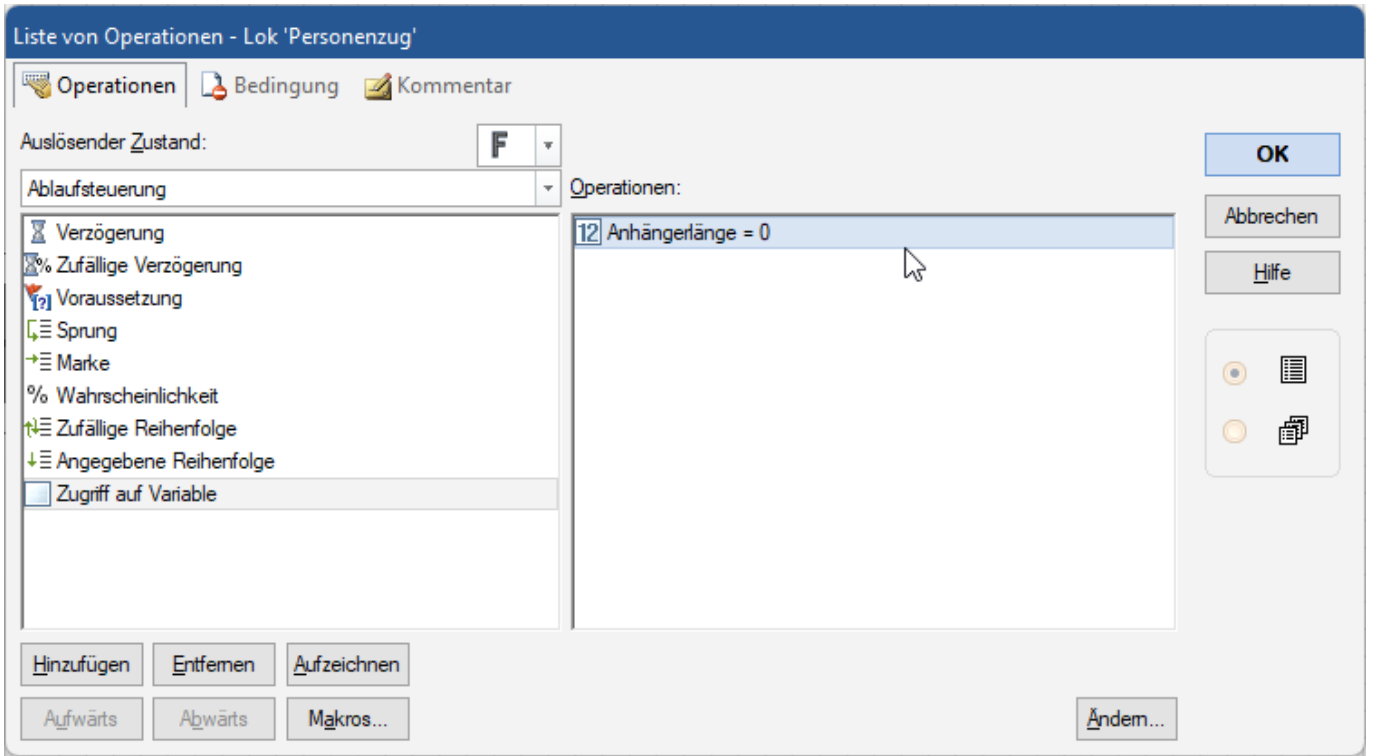 Liste von Operationen - Lok 'Personenzug'
Operationen Bedingung Kommentar
Auslösender Zustand: F
Ablaufsteuerung
Verzögerung
% Zufällige Verzögerung
[?] Voraussetzung
Sprung
Marke
% Wahrscheinlichkeit
Zufällige Reihenfolge
Angegebene Reihenfolge
Zugriff auf Variable
Operationen:
12 Anhängerlänge = 0
OK
Abbrechen
Hilfe
Hinzufügen Entfernen Aufzeichnen
Aufwärts Abwärts Makros... Ändern...